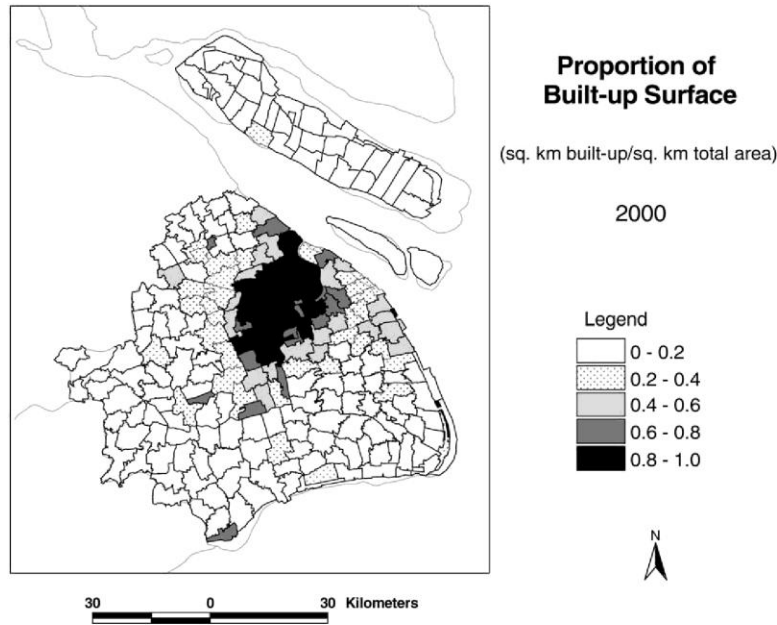 Proportion of
Built-up Surface
(sq. km built-up/sq. km total area)
2000
Legend
0 - 0.2
0.2 - 0.4
0.4 - 0.6
0.6 - 0.8
0.8 - 1.0
N
30 0 30 Kilometers